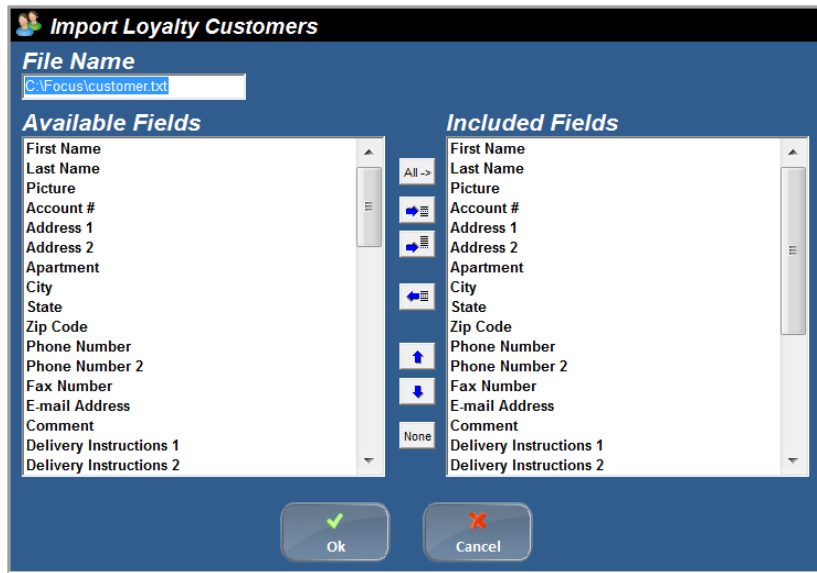 Import Loyalty Customers
File Name
C:\Focus\customer.txt
Available Fields
First Name
Last Name
Picture
Account #
Address 1
Address 2
Apartment
City
State
Zip Code
Phone Number
Phone Number 2
Fax Number
E-mail Address
Comment
Delivery Instructions 1
Delivery Instructions 2
All ->
None
Included Fields
First Name
Last Name
Picture
Account #
Address 1
Address 2
Apartment
City
State
Zip Code
Phone Number
Phone Number 2
Fax Number
E-mail Address
Comment
Delivery Instructions 1
Delivery Instructions 2
Ok
Cancel